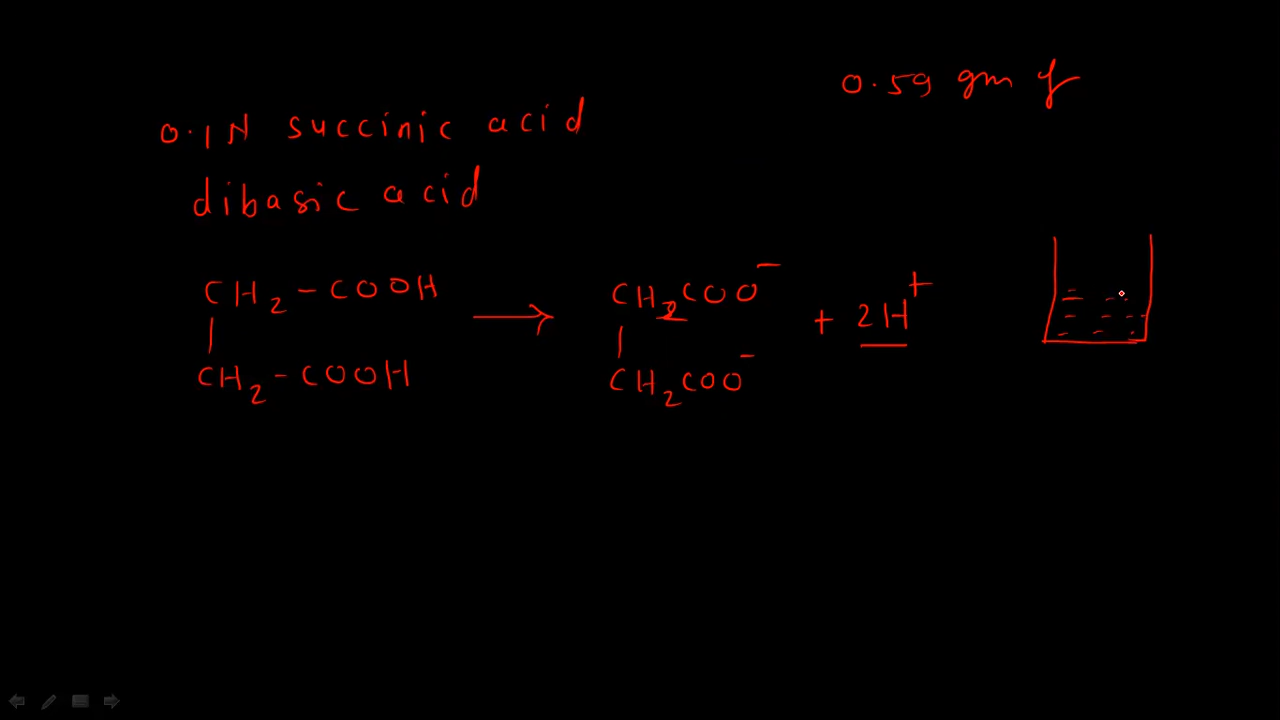 0.59 gm of
0.1N succinic acid
dibasic acid
CH2-COOH → CH2COO⁻ + 2H⁺
|
CH2-COOH CH2COO⁻